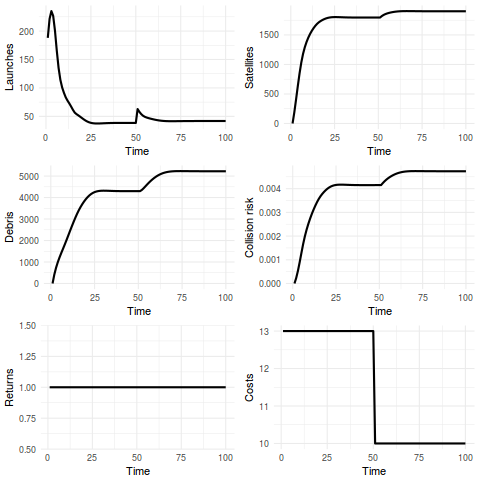 Launches
200
150
100
50
0 25 50 75 100
Time
Satellites
1500
1000
500
0
0 25 50 75 100
Time
Debris
5000
4000
3000
2000
1000
0
0 25 50 75 100
Time
Collision risk
0.004
0.003
0.002
0.001
0.000
0 25 50 75 100
Time
Returns
1.50
1.25
1.00
0.75
0.50
0 25 50 75 100
Time
Costs
13
12
11
10
0 25 50 75 100
Time